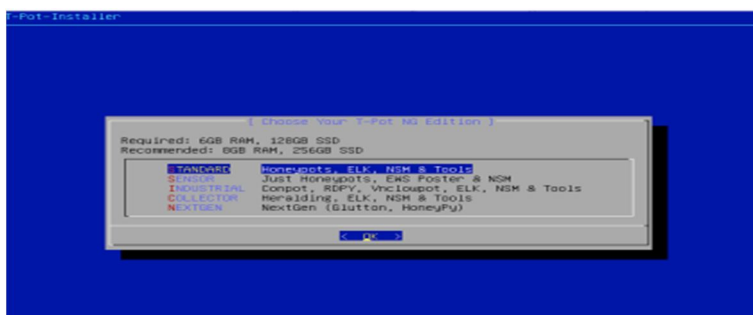 T-Pot-Installer
[ Choose Your T-Pot NG Edition ]
Required: 6GB RAM, 128GB SSD
Recommended: 8GB RAM, 256GB SSD
STANDARD Honeypots, ELK, NSM & Tools
SENSOR Just Honeypots, EWS Poster & NSM
INDUSTRIAL Conpot, RDPY, Vnclowpot, ELK, NSM & Tools
COLLECTOR Heralding, ELK, NSM & Tools
NEXTGEN NextGen (Glutton, HoneyPy)
< OK >